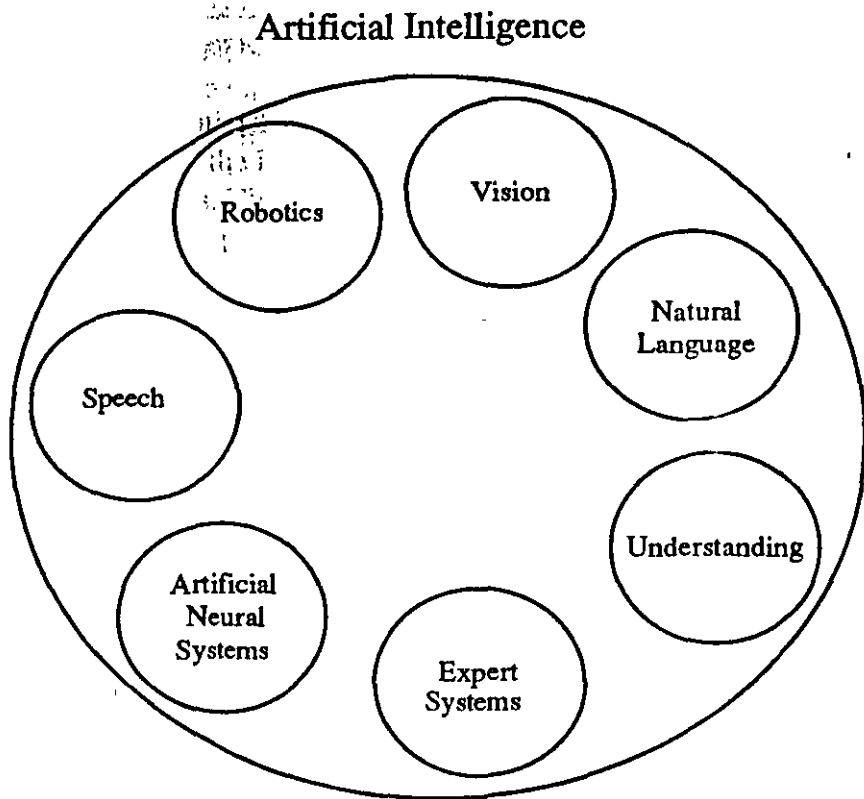 Artificial Intelligence
Robotics
Vision
Natural
Language
Speech
Understanding
Artificial
Neural
Systems
Expert
Systems